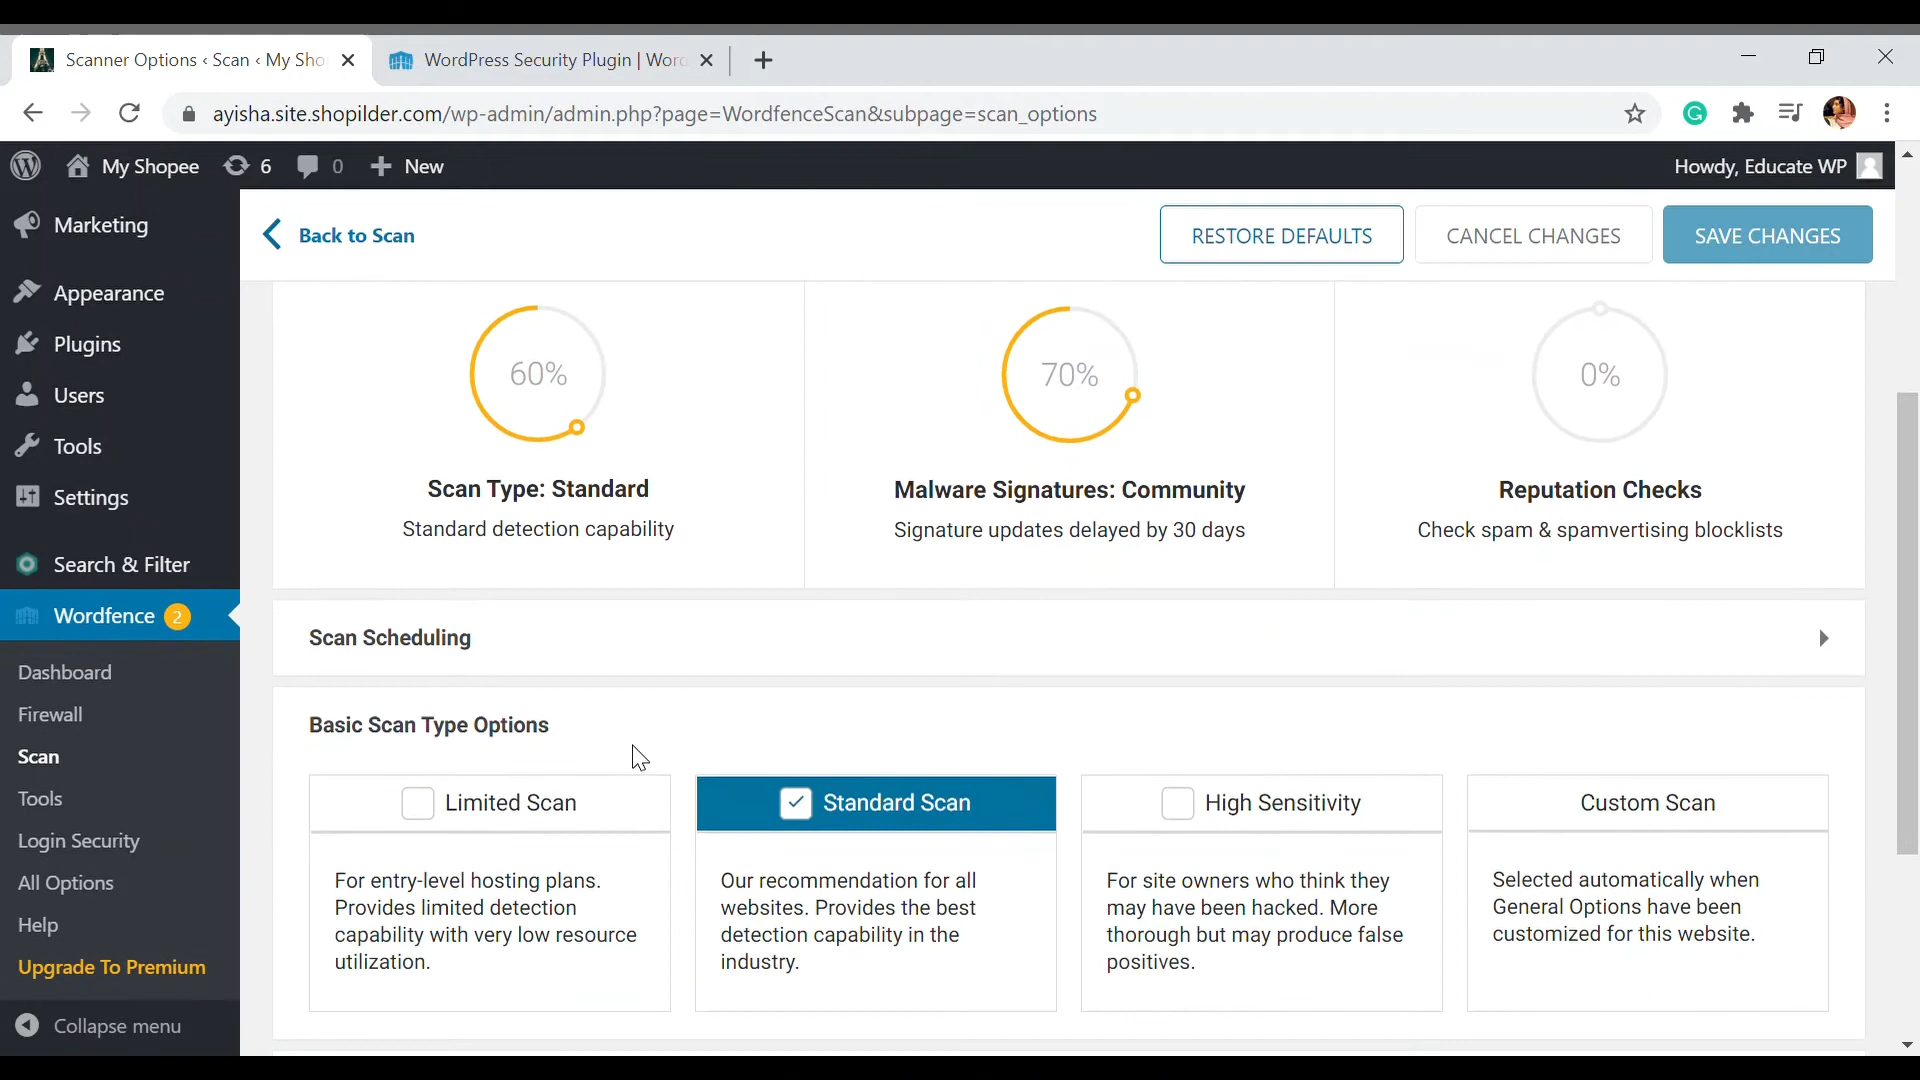 Scanner Options ‹ Scan ‹ My Sho
WordPress Security Plugin | Word
ayisha.site.shopilder.com/wp-admin/admin.php?page=WordfenceScan&subpage=scan_options
My Shopee 6 0 New
Howdy, Educate WP
Marketing
Appearance
Plugins
Users
Tools
Settings
Search & Filter
Wordfence 2
Dashboard
Firewall
Scan
Tools
Login Security
All Options
Help
Upgrade To Premium
Collapse menu
Back to Scan
RESTORE DEFAULTS
CANCEL CHANGES
SAVE CHANGES
60%
Scan Type: Standard
Standard detection capability
70%
Malware Signatures: Community
Signature updates delayed by 30 days
0%
Reputation Checks
Check spam & spamvertising blocklists
Scan Scheduling
Basic Scan Type Options
Limited Scan
For entry-level hosting plans.
Provides limited detection
capability with very low resource
utilization.
Standard Scan
Our recommendation for all
websites. Provides the best
detection capability in the
industry.
High Sensitivity
For site owners who think they
may have been hacked. More
thorough but may produce false
positives.
Custom Scan
Selected automatically when
General Options have been
customized for this website.